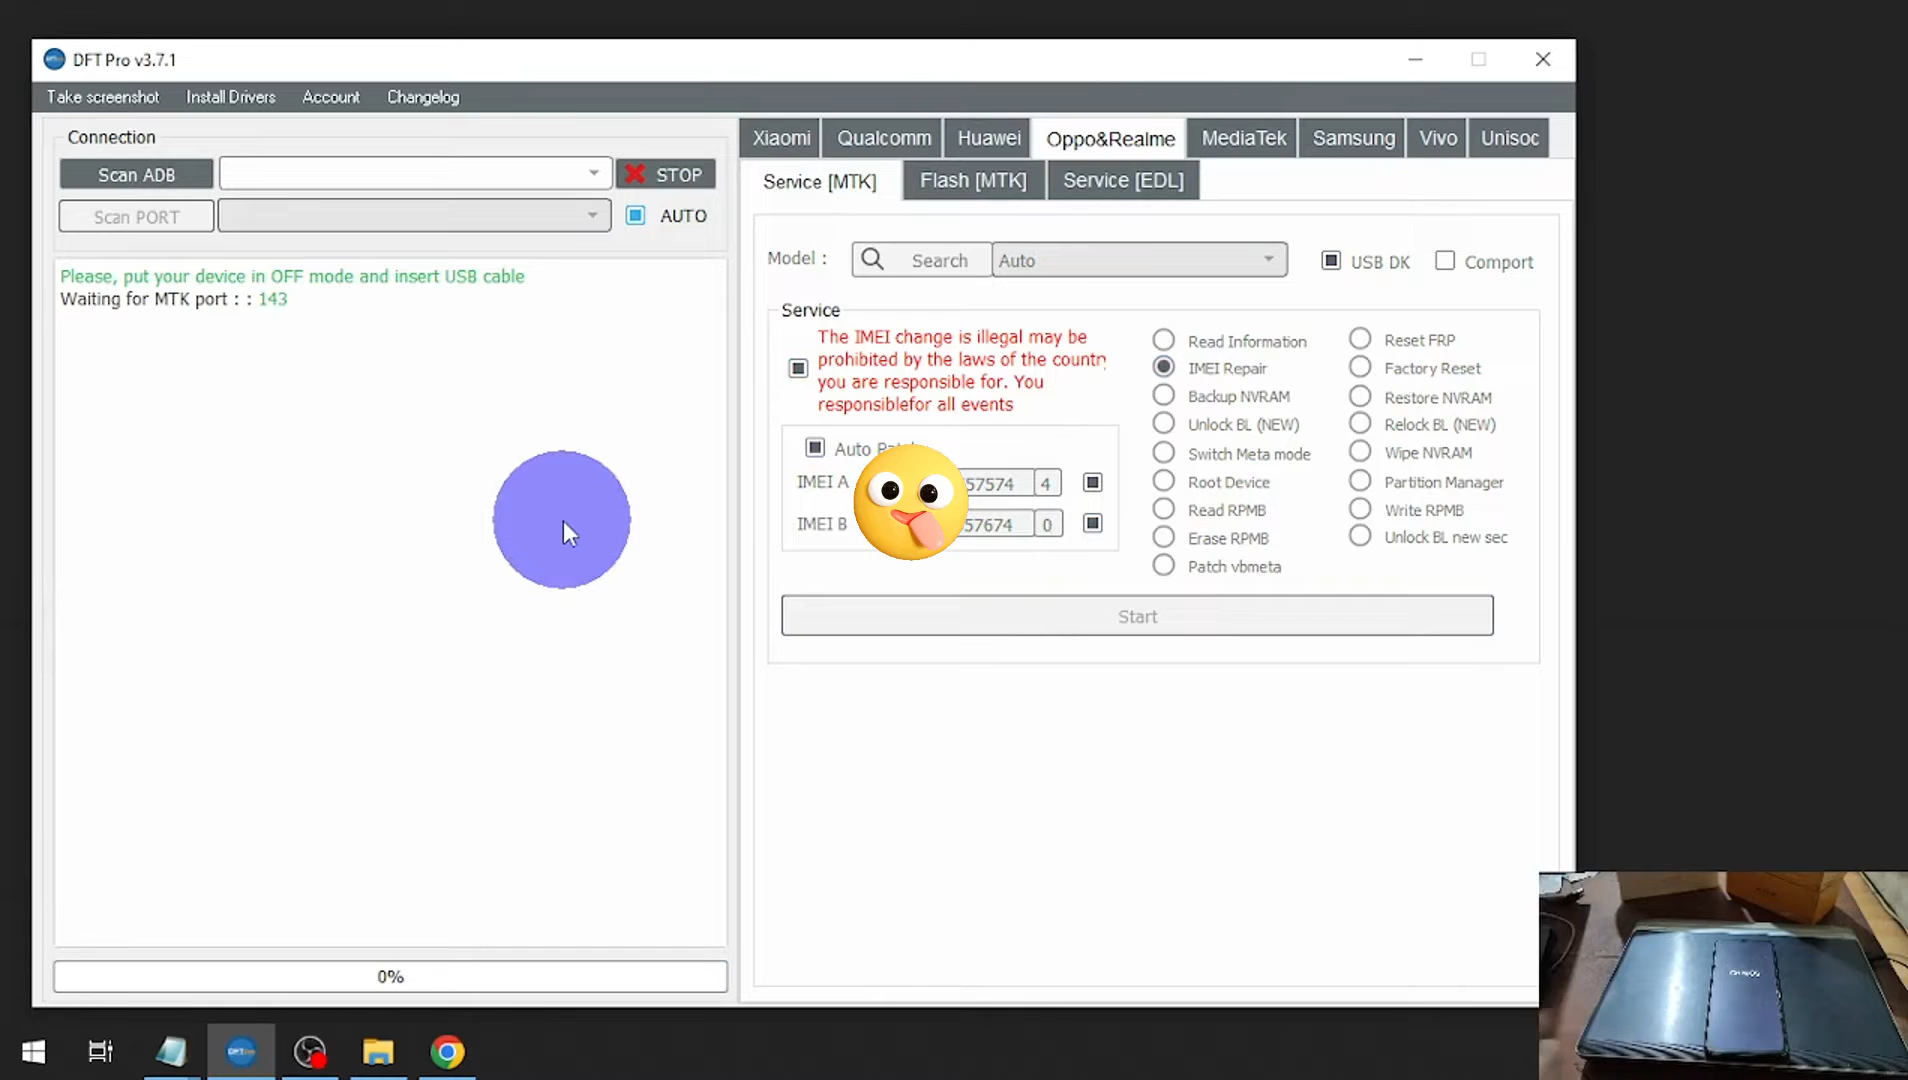 DFT Pro v3.7.1
Take screenshot Install Drivers Account Changelog
Connection
Scan ADB
STOP
Scan PORT
AUTO
Please, put your device in OFF mode and insert USB cable
Waiting for MTK port : : 143
0%
Xiaomi Qualcomm Huawei Oppo&Realme MediaTek Samsung Vivo Unisoc
Service [MTK] Flash [MTK] Service [EDL]
Model : Search Auto USB DK Comport
Service
The IMEI change is illegal may be
prohibited by the laws of the country
you are responsible for. You
responsiblefor all events
Auto
IMEI A 57574 4
IMEI B 57674 0
Read Information
IMEI Repair
Backup NVRAM
Unlock BL (NEW)
Switch Meta mode
Root Device
Read RPMB
Erase RPMB
Patch vbmeta
Reset FRP
Factory Reset
Restore NVRAM
Relock BL (NEW)
Wipe NVRAM
Partition Manager
Write RPMB
Unlock BL new sec
Start